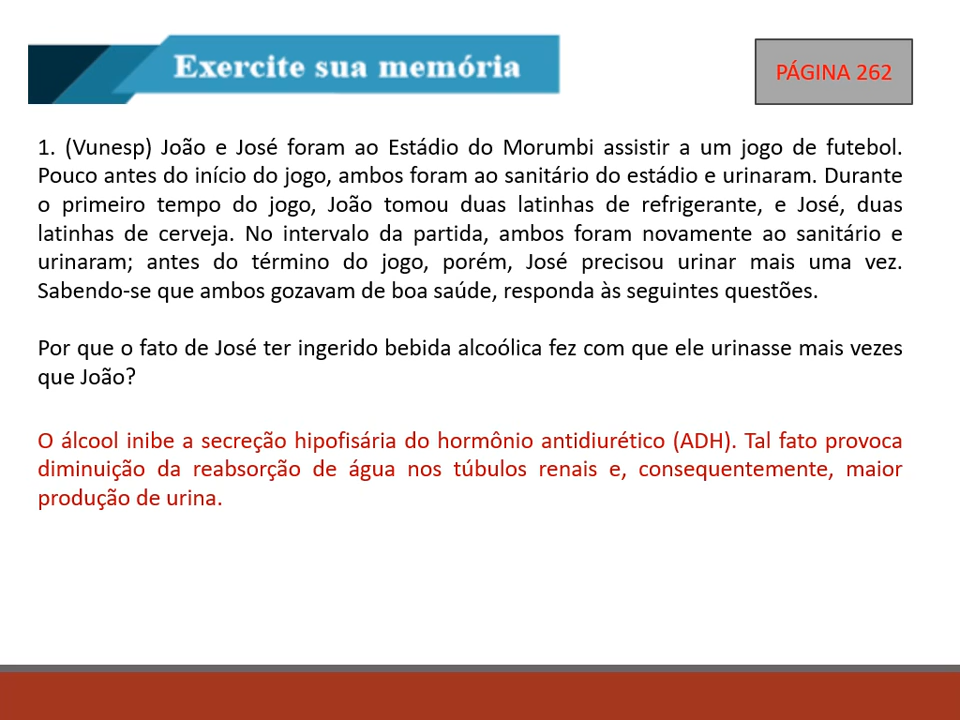 Exercite sua memória
PÁGINA 262
1. (Vunesp) João e José foram ao Estádio do Morumbi assistir a um jogo de futebol.
Pouco antes do início do jogo, ambos foram ao sanitário do estádio e urinaram. Durante
o primeiro tempo do jogo, João tomou duas latinhas de refrigerante, e José, duas
latinhas de cerveja. No intervalo da partida, ambos foram novamente ao sanitário e
urinaram; antes do término do jogo, porém, José precisou urinar mais uma vez.
Sabendo-se que ambos gozavam de boa saúde, responda às seguintes questões.
Por que o fato de José ter ingerido bebida alcoólica fez com que ele urinasse mais vezes
que João?
O álcool inibe a secreção hipofisária do hormônio antidiurético (ADH). Tal fato provoca
diminuição da reabsorção de água nos túbulos renais e, consequentemente, maior
produção de urina.